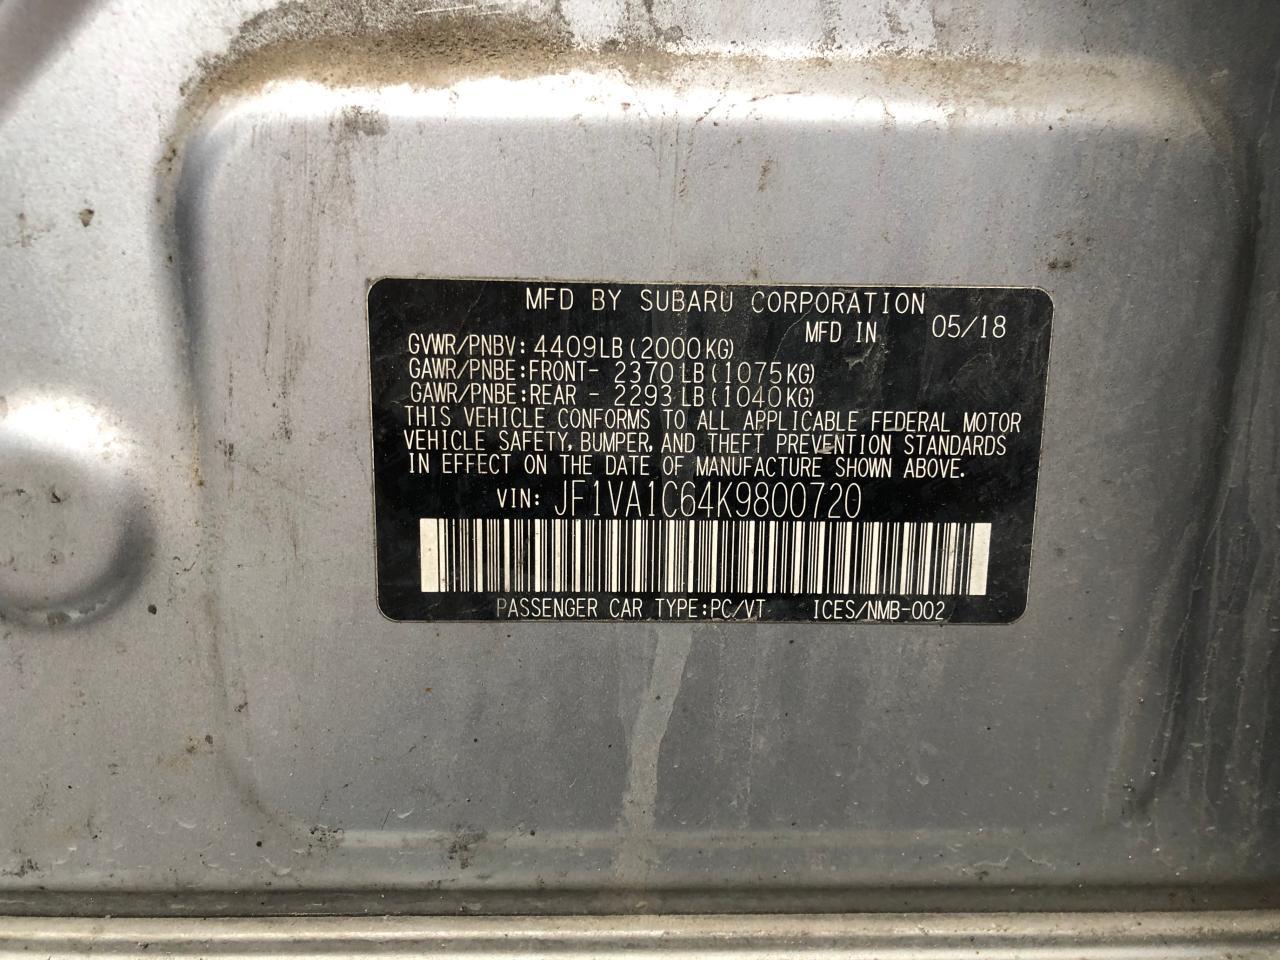 MFD BY SUBARU CORPORATION
MFD IN 05/18
GVWR/PNBV: 4409LB(2000KG)
GAWR/PNBE:FRONT- 2370LB(1075KG)
GAWR/PNBE:REAR - 2293LB(1040KG)
THIS VEHICLE CONFORMS TO ALL APPLICABLE FEDERAL MOTOR
VEHICLE SAFETY, BUMPER, AND THEFT PREVENTION STANDARDS
IN EFFECT ON THE DATE OF MANUFACTURE SHOWN ABOVE.
VIN: JF1VA1C64K9800720
PASSENGER CAR TYPE:PC/VT ICES/NMB-002